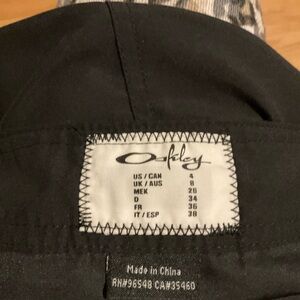 Oakley
US / CAN 4
UK / AUS 8
MEX 26
D 34
FR 36
IT / ESP 38
Made in China
RN#96548 CA#35460